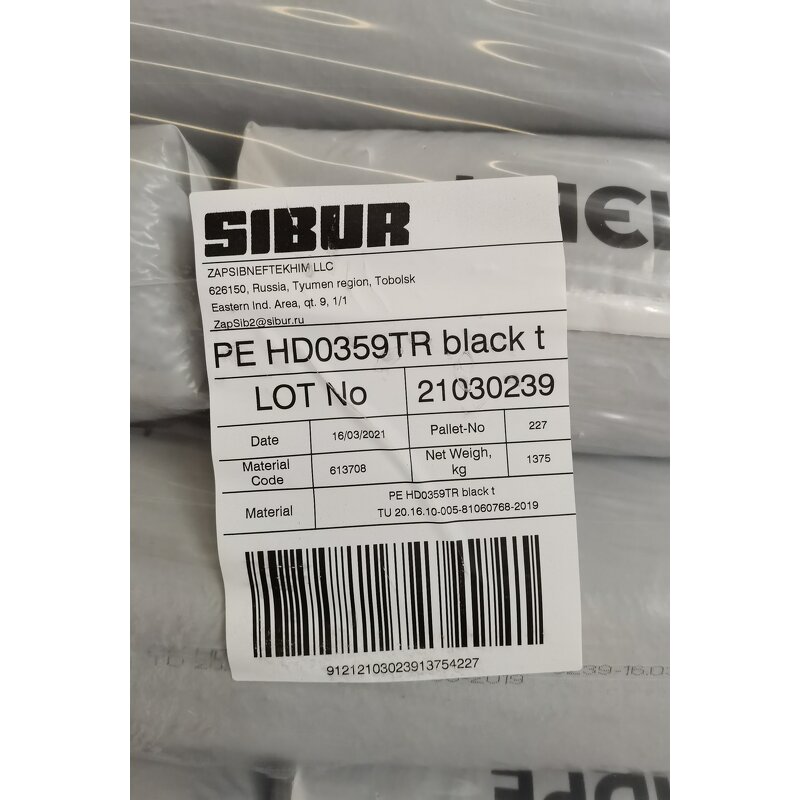 SIBUR
ZAPSIBNEFTEKHIM LLC
626150, Russia, Tyumen region, Tobolsk
Eastern Ind. Area, qt. 9, 1/1
ZapSib2@sibur.ru
PE HD0359TR black t
LOT No 21030239
Date 16/03/2021 Pallet-No 227
Material Code 613708 Net Weigh, kg 1375
Material PE HD0359TR black t
TU 20.16.10-005-81060768-2019
91212103023913754227